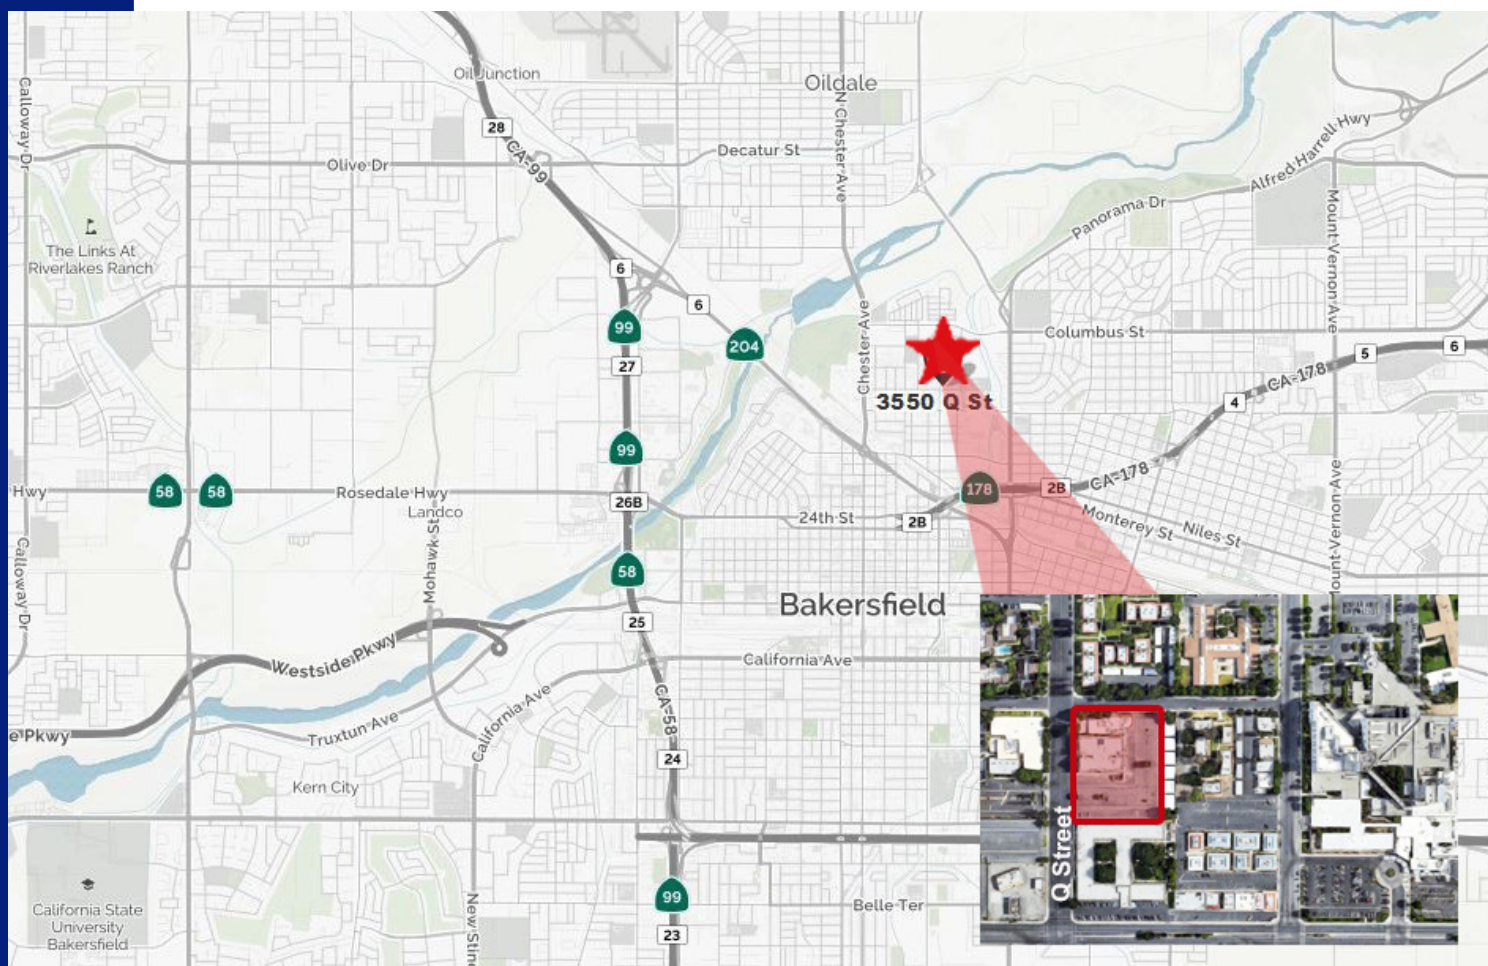 Oil Junction
Oildale
Calloway Dr
28
CA-99
N Chester Ave
Decatur St
Olive Dr
Alfred Harrell Hwy
Panorama Dr
Mount Vernon Ave
The Links At
Riverlakes Ranch
6
6
99
204
27
Chester Ave
Columbus St
5
6
CA-178
3550 Q St
4
99
Hwy
58
58
Rosedale Hwy
Landco
26B
178
2B
CA-178
24th St
2B
Monterey St
Niles St
Mount Vernon Ave
Calloway Dr
Mohawk St
58
Bakersfield
25
Westside Pkwy
California Ave
CA-58
e Pkwy
Truxtun Ave
California Ave
24
Kern City
Q Street
99
California State
University
Bakersfield
New Stine
Belle Ter
23